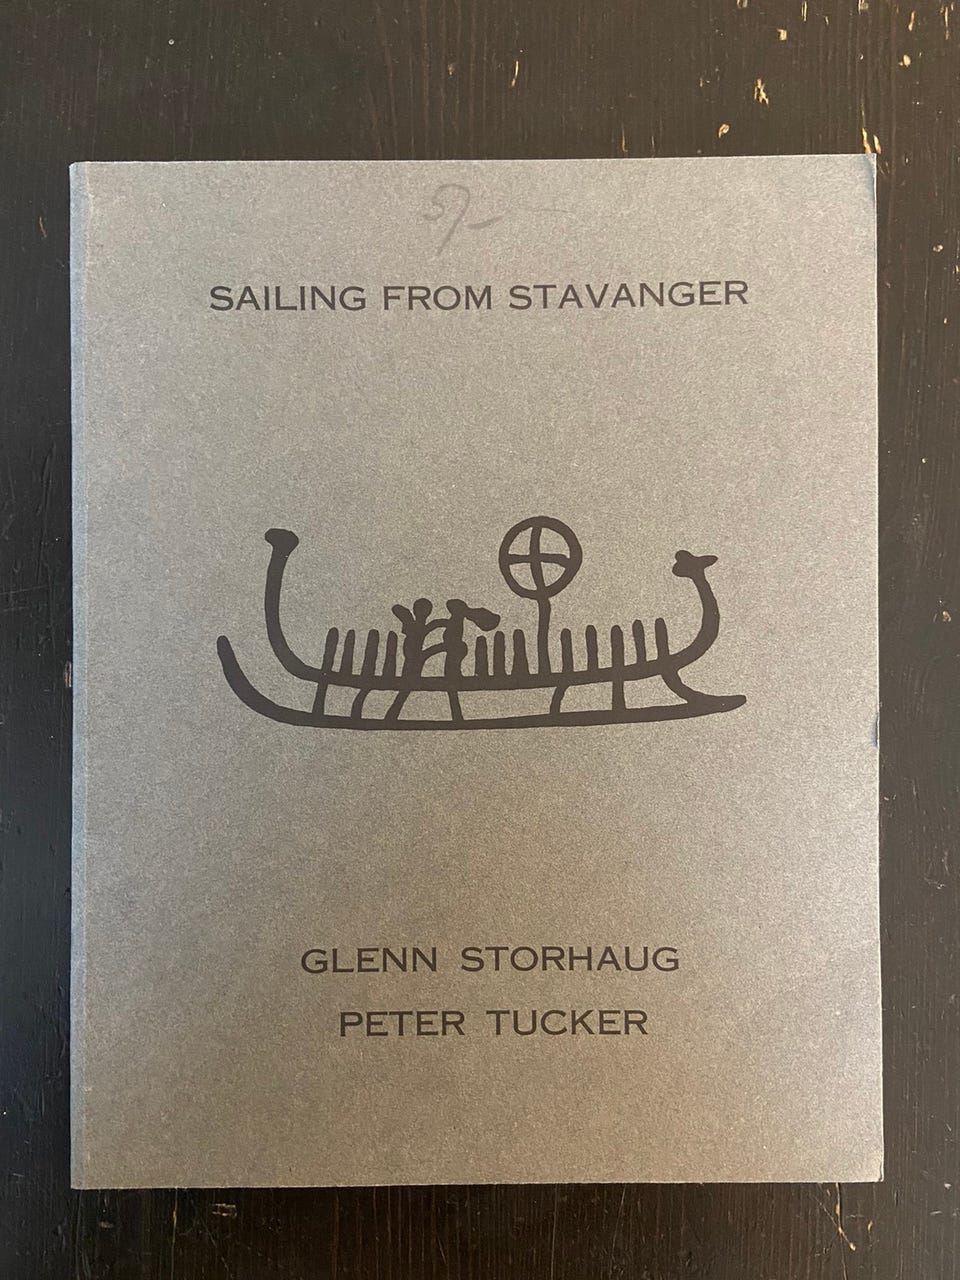 SAILING FROM STAVANGER
GLENN STORHAUG
PETER TUCKER